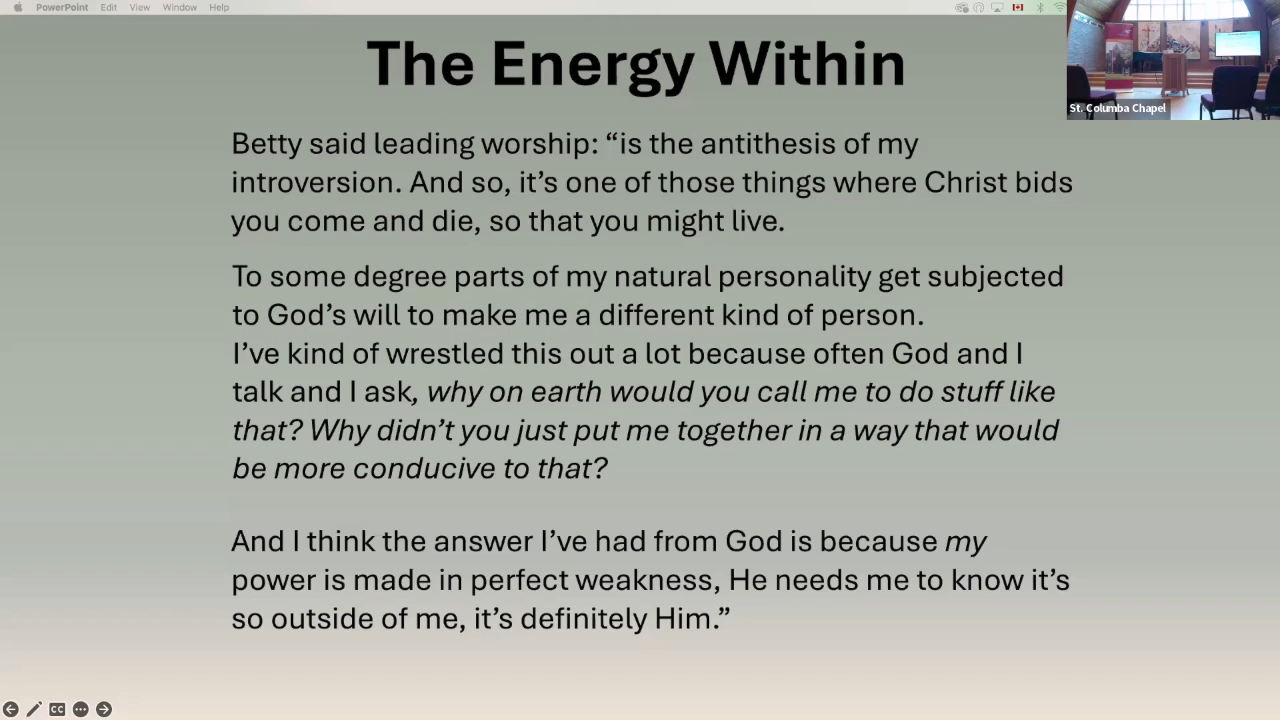 PowerPoint Edit View Window Help
The Energy Within
St. Columba Chapel
Betty said leading worship: “is the antithesis of my
introversion. And so, it’s one of those things where Christ bids
you come and die, so that you might live.
To some degree parts of my natural personality get subjected
to God’s will to make me a different kind of person.
I’ve kind of wrestled this out a lot because often God and I
talk and I ask, why on earth would you call me to do stuff like
that? Why didn’t you just put me together in a way that would
be more conducive to that?
And I think the answer I’ve had from God is because my
power is made in perfect weakness, He needs me to know it’s
so outside of me, it’s definitely Him.”
CC